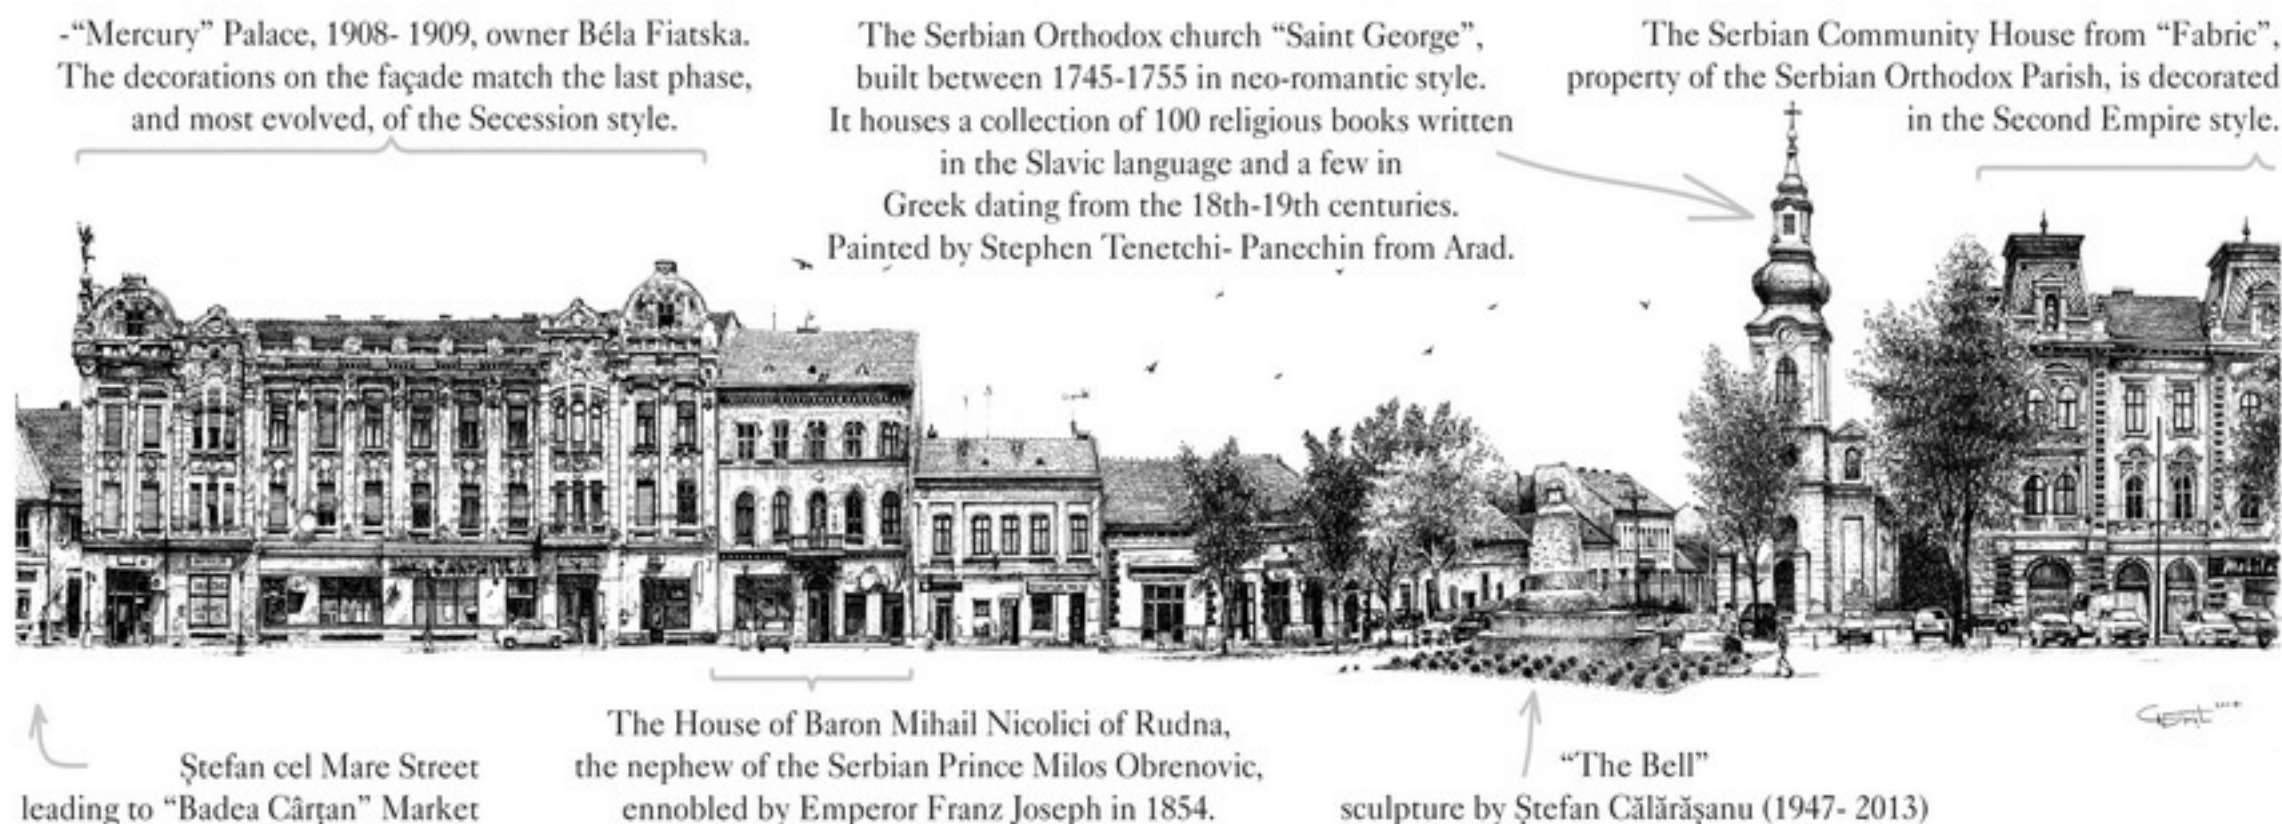 -“Mercury” Palace, 1908- 1909, owner Béla Fiatska.
The decorations on the façade match the last phase,
and most evolved, of the Secession style.
The Serbian Orthodox church “Saint George”,
built between 1745-1755 in neo-romantic style.
It houses a collection of 100 religious books written
in the Slavic language and a few in
Greek dating from the 18th-19th centuries.
Painted by Stephen Tenetchi- Panechin from Arad.
The Serbian Community House from “Fabric”,
property of the Serbian Orthodox Parish, is decorated
in the Second Empire style.
Ștefan cel Mare Street
leading to “Badea Cârțan” Market
The House of Baron Mihail Nicolici of Rudna,
the nephew of the Serbian Prince Milos Obrenovic,
ennobled by Emperor Franz Joseph in 1854.
“The Bell”
sculpture by Ștefan Călărășanu (1947- 2013)